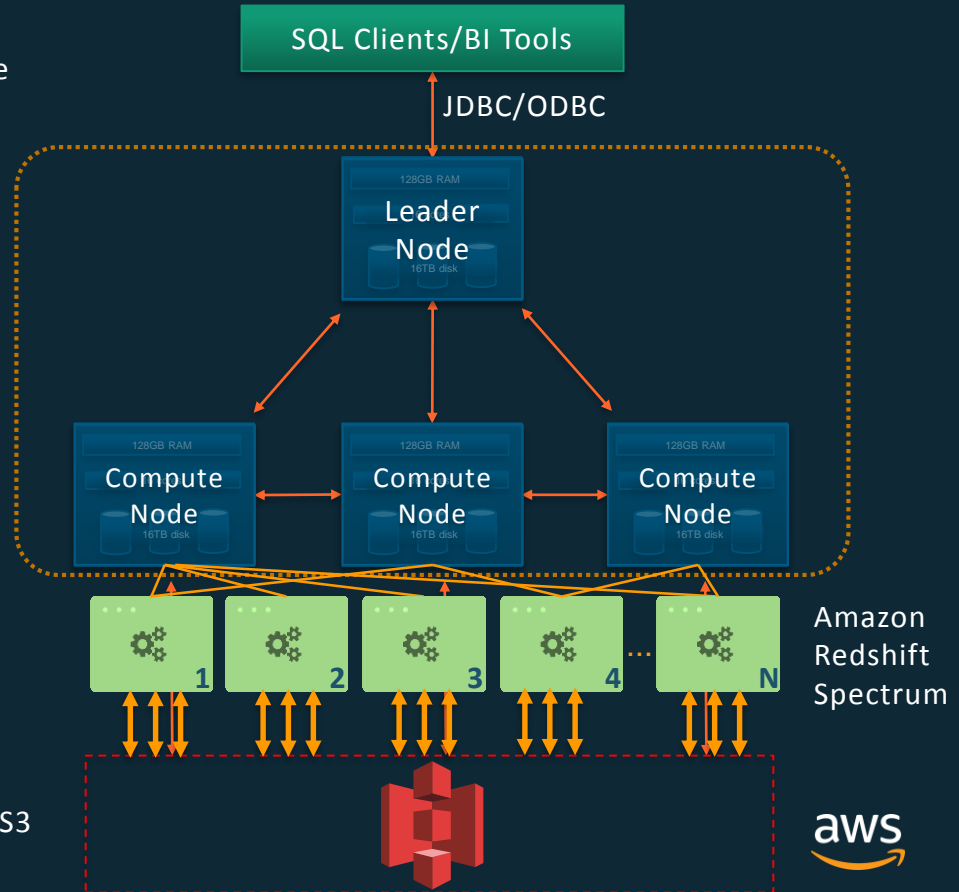 SQL Clients/BI Tools
e
JDBC/ODBC
128GB RAM
Leader
Node
16TB disk
128GB RAM
Compute
Node
16TB disk
128GB RAM
Compute
Node
16TB disk
128GB RAM
Compute
Node
16TB disk
1
2
3
4
...
N
Amazon
Redshift
Spectrum
S3
aws